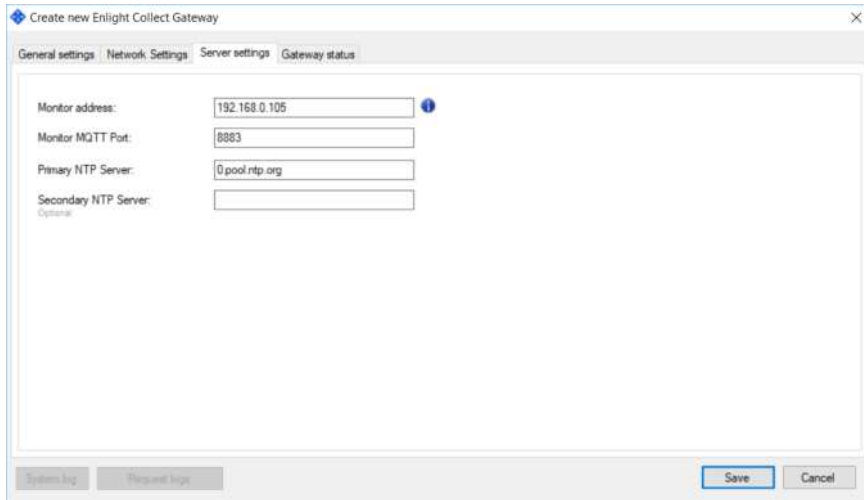 Create new Enlight Collect Gateway
General settings Network Settings Server settings Gateway status
Monitor address: 192.168.0.105
Monitor MQTT Port: 8883
Primary NTP Server: 0.pool.ntp.org
Secondary NTP Server:
Optional
System log Request logs Save Cancel